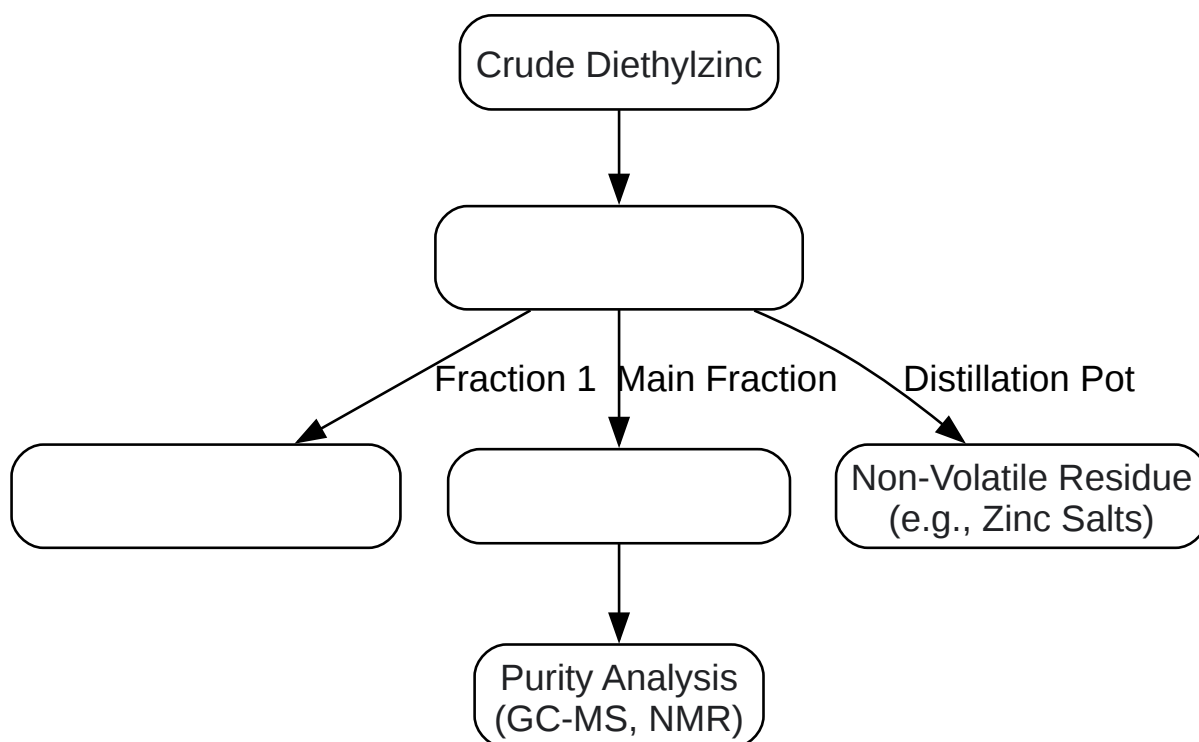 Crude Diethylzinc
Fraction 1
Main Fraction
Distillation Pot
Non-Volatile Residue
(e.g., Zinc Salts)
Purity Analysis
(GC-MS, NMR)